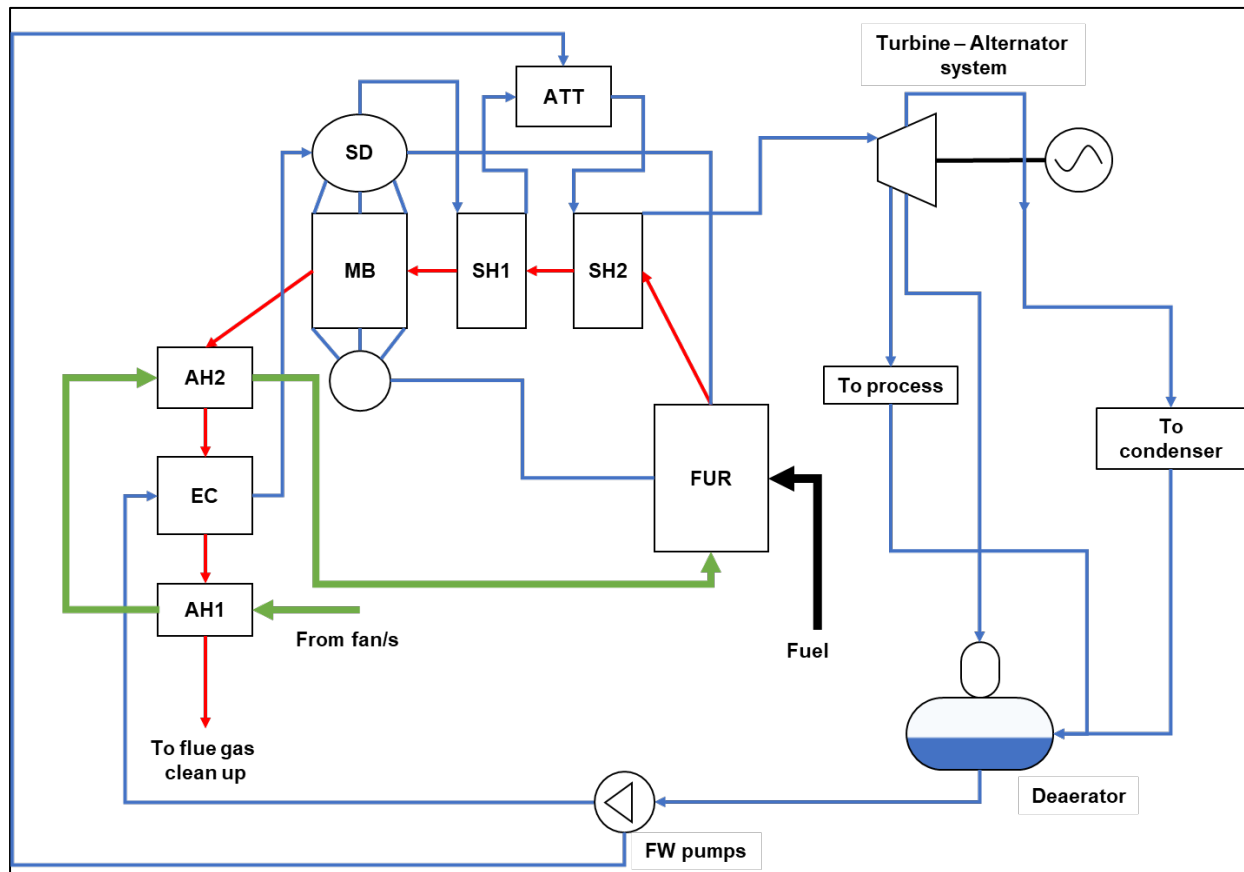 Turbine – Alternator
system
ATT
SD
MB
SH1
SH2
AH2
To process
To
condenser
EC
FUR
AH1
From fan/s
Fuel
To flue gas
clean up
Deaerator
FW pumps